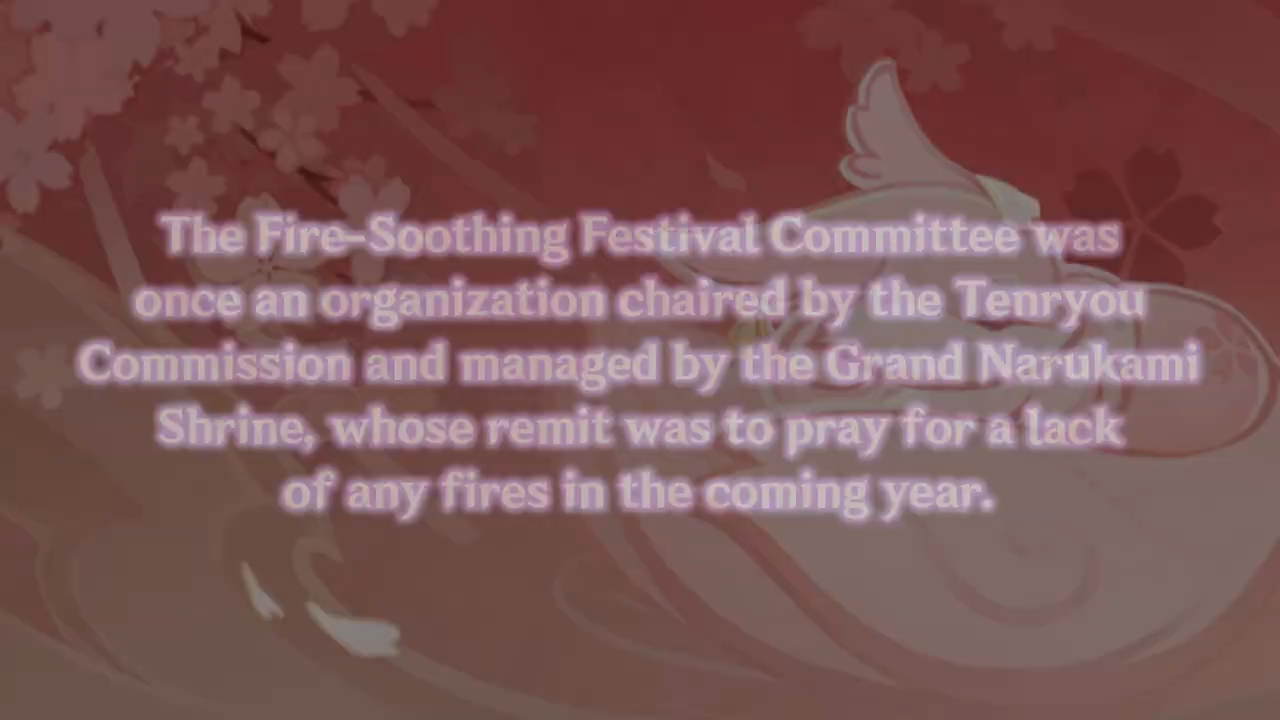 The Fire-Soothing Festival Committee was
once an organization chaired by the Tenryou
Commission and managed by the Grand Narukami
Shrine, whose remit was to pray for a lack
of any fires in the coming year.